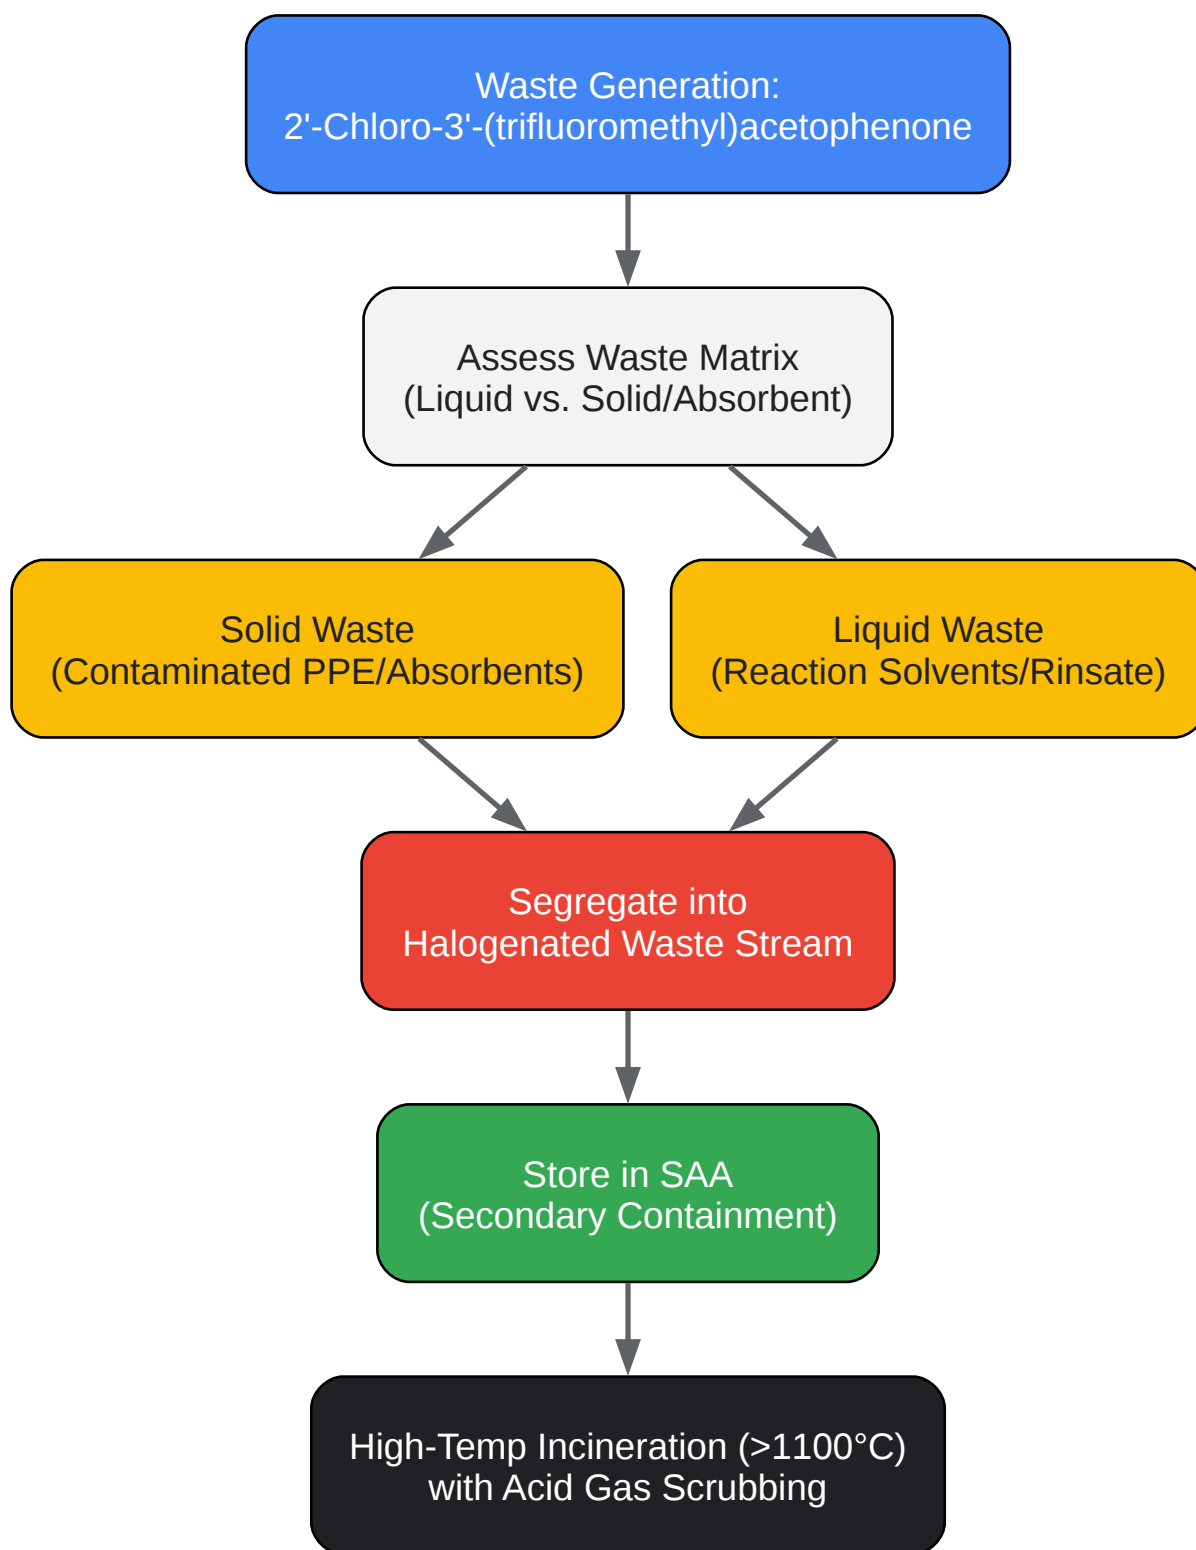 Waste Generation:
2'-Chloro-3'-(trifluoromethyl)acetophenone
Assess Waste Matrix
(Liquid vs. Solid/Absorbent)
Solid Waste
(Contaminated PPE/Absorbents)
Liquid Waste
(Reaction Solvents/Rinsate)
Segregate into
Halogenated Waste Stream
Store in SAA
(Secondary Containment)
High-Temp Incineration (>1100°C)
with Acid Gas Scrubbing